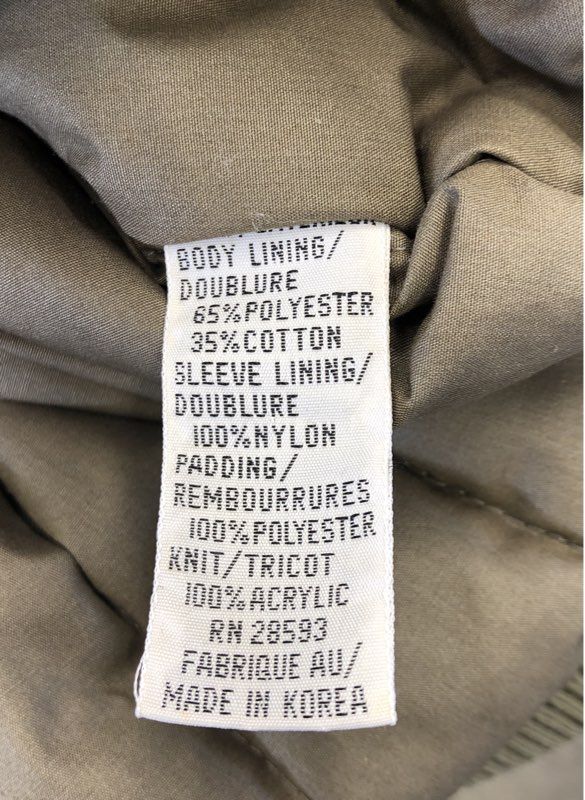 BODY LINING/
DOUBLURE
65%POLYESTER
35%COTTON
SLEEVE LINING/
DOUBLURE
100%NYLON
PADDING/
REMBOURRURES
100%POLYESTER
KNIT/TRICOT
100%ACRYLIC
RN 28593
FABRIQUE AU/
MADE IN KOREA